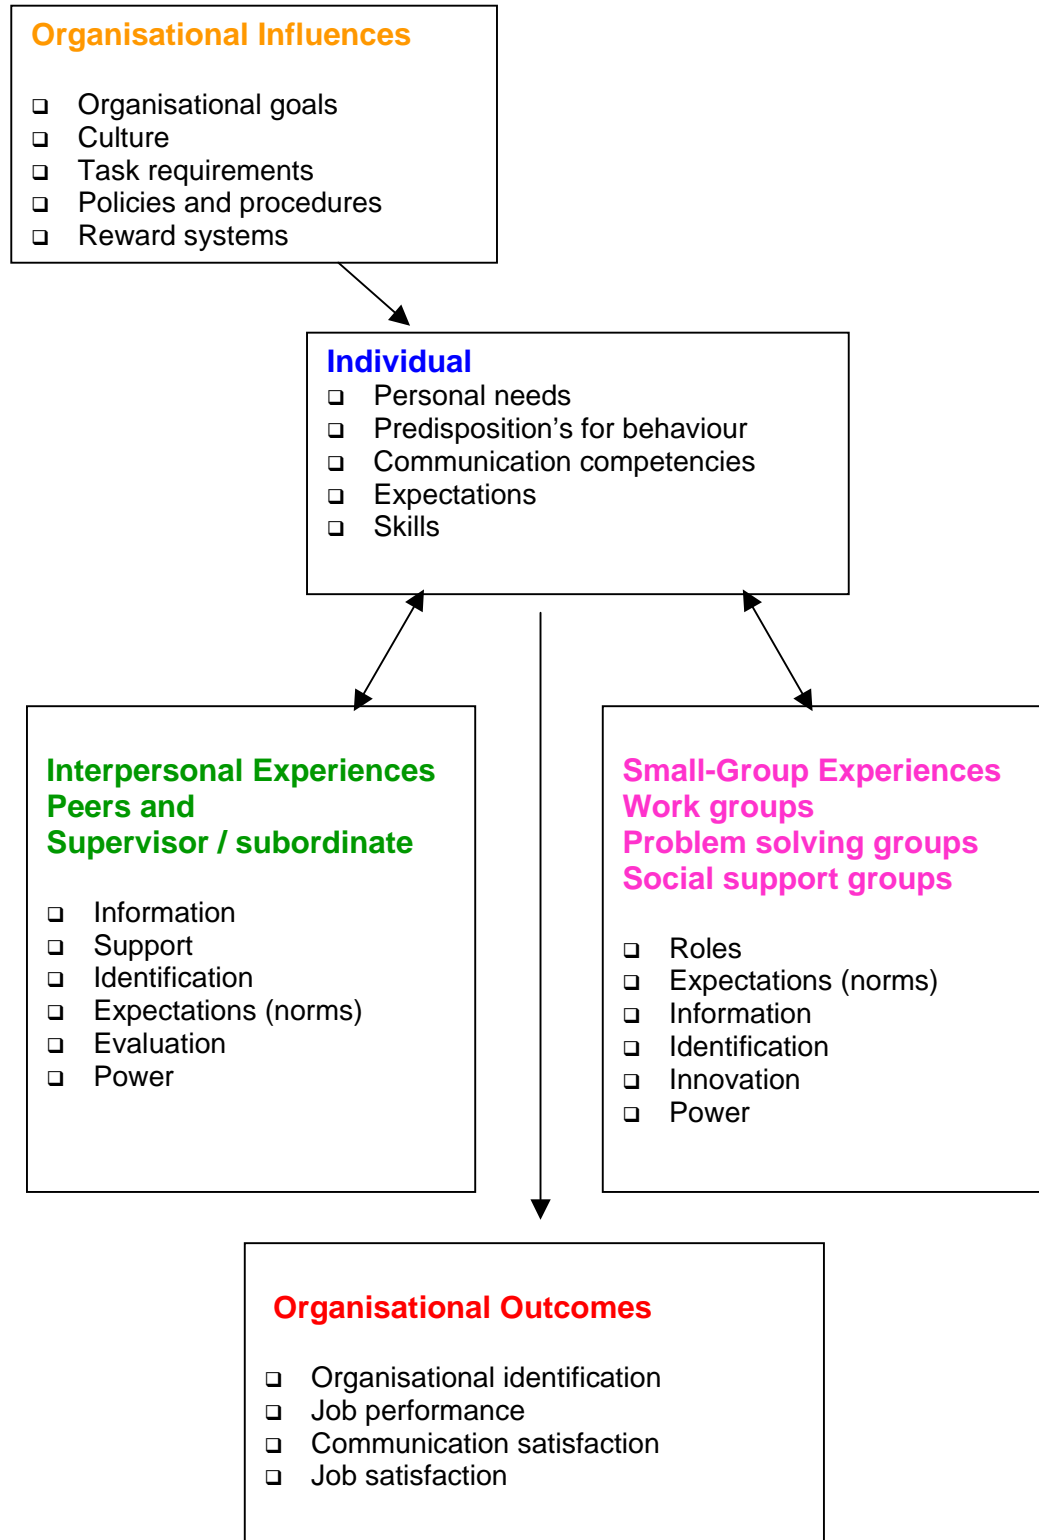 Organisational Influences
❑ Organisational goals
❑ Culture
❑ Task requirements
❑ Policies and procedures
❑ Reward systems
Individual
❑ Personal needs
❑ Predisposition’s for behaviour
❑ Communication competencies
❑ Expectations
❑ Skills
Interpersonal Experiences
Peers and
Supervisor / subordinate
❑ Information
❑ Support
❑ Identification
❑ Expectations (norms)
❑ Evaluation
❑ Power
Small-Group Experiences
Work groups
Problem solving groups
Social support groups
❑ Roles
❑ Expectations (norms)
❑ Information
❑ Identification
❑ Innovation
❑ Power
Organisational Outcomes
❑ Organisational identification
❑ Job performance
❑ Communication satisfaction
❑ Job satisfaction